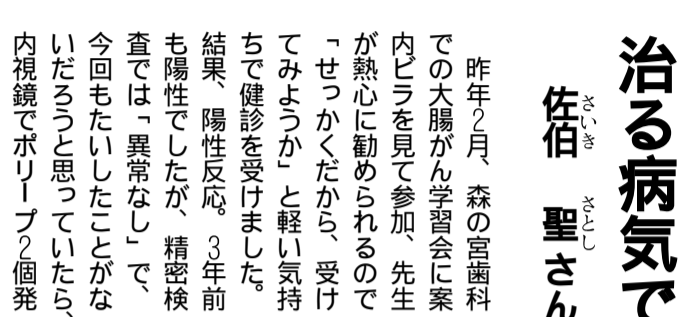 治る病気で
佐伯 聖さん
さいき さとし
昨年2月、森の宮歯科
での大腸がん学習会に案
内ビラを見て参加、先生
が熱心に勧められるので
「せっかくだから、受け
てみようか」と軽い気持
ちで健診を受けました。
結果、陽性反応。3年前
も陽性でしたが、精密検
査では「異常なし」で、
今回もたいしたことがな
いだろうと思っていたら、
内視鏡でポリープ2個発